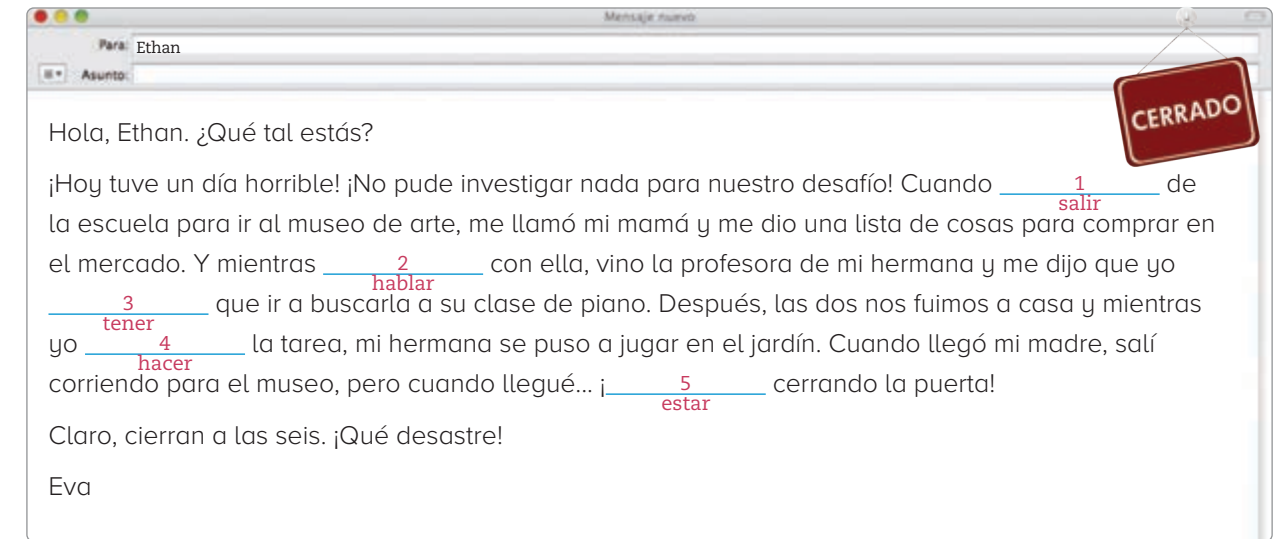 Mensaje nuevo
Para: Ethan
Asunto:
CERRADO
Hola, Ethan. ¿Qué tal estás?
¡Hoy tuve un día horrible! ¡No pude investigar nada para nuestro desafío! Cuando 1 de
salir
la escuela para ir al museo de arte, me llamó mi mamá y me dio una lista de cosas para comprar en
el mercado. Y mientras 2 con ella, vino la profesora de mi hermana y me dijo que yo
hablar
3 que ir a buscarla a su clase de piano. Después, las dos nos fuimos a casa y mientras
tener
yo 4 la tarea, mi hermana se puso a jugar en el jardín. Cuando llegó mi madre, salí
hacer
corriendo para el museo, pero cuando llegué... ¡ 5 cerrando la puerta!
estar
Claro, cierran a las seis. ¡Qué desastre!
Eva